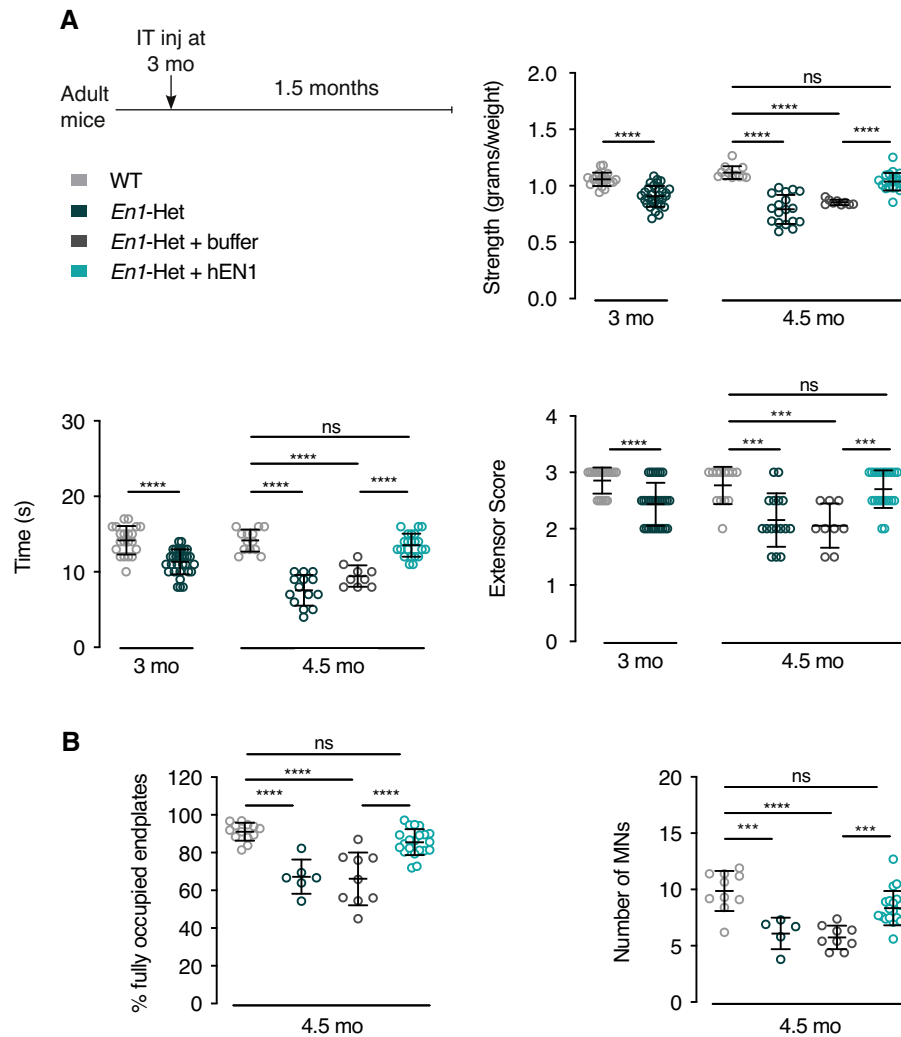 A
IT inj at
3 mo
1.5 months
Adult
mice
WT
En1-Het
En1-Het + buffer
En1-Het + hEN1
Strength (grams/weight)
2.0
1.5
1.0
0.5
0.0
ns
****
**** **** ****
3 mo 4.5 mo
Time (s)
30
20
10
0
ns
****
**** **** ****
3 mo 4.5 mo
Extensor Score
4
3
2
1
0
ns
***
**** *** ***
3 mo 4.5 mo
B
% fully occupied endplates
120
100
80
60
40
20
0
ns
****
**** ****
4.5 mo
Number of MNs
20
15
10
5
0
ns
****
*** ***
4.5 mo